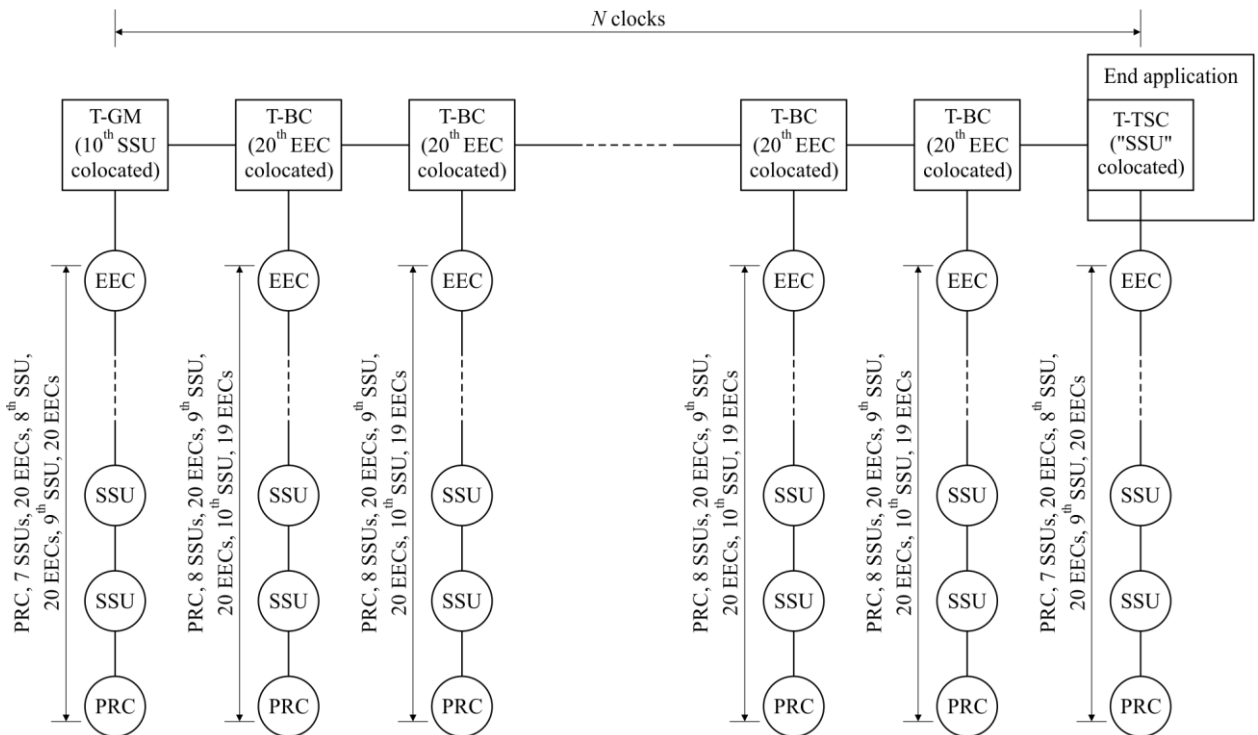 N clocks
End application
T-GM
(10th SSU
colocated)
T-BC
(20th EEC
colocated)
T-BC
(20th EEC
colocated)
T-BC
(20th EEC
colocated)
T-BC
(20th EEC
colocated)
T-TSC
("SSU"
colocated)
EEC
EEC
EEC
EEC
EEC
EEC
PRC, 7 SSUs, 20 EECs, 8th SSU,
20 EECs, 9th SSU, 20 EECs
PRC, 8 SSUs, 20 EECs, 9th SSU,
20 EECs, 10th SSU, 19 EECs
PRC, 8 SSUs, 20 EECs, 9th SSU,
20 EECs, 10th SSU, 19 EECs
PRC, 8 SSUs, 20 EECs, 9th SSU,
20 EECs, 10th SSU, 19 EECs
PRC, 8 SSUs, 20 EECs, 9th SSU,
20 EECs, 10th SSU, 19 EECs
PRC, 7 SSUs, 20 EECs, 8th SSU,
20 EECs, 9th SSU, 20 EECs
SSU
SSU
SSU
SSU
SSU
SSU
SSU
SSU
SSU
SSU
SSU
SSU
PRC
PRC
PRC
PRC
PRC
PRC